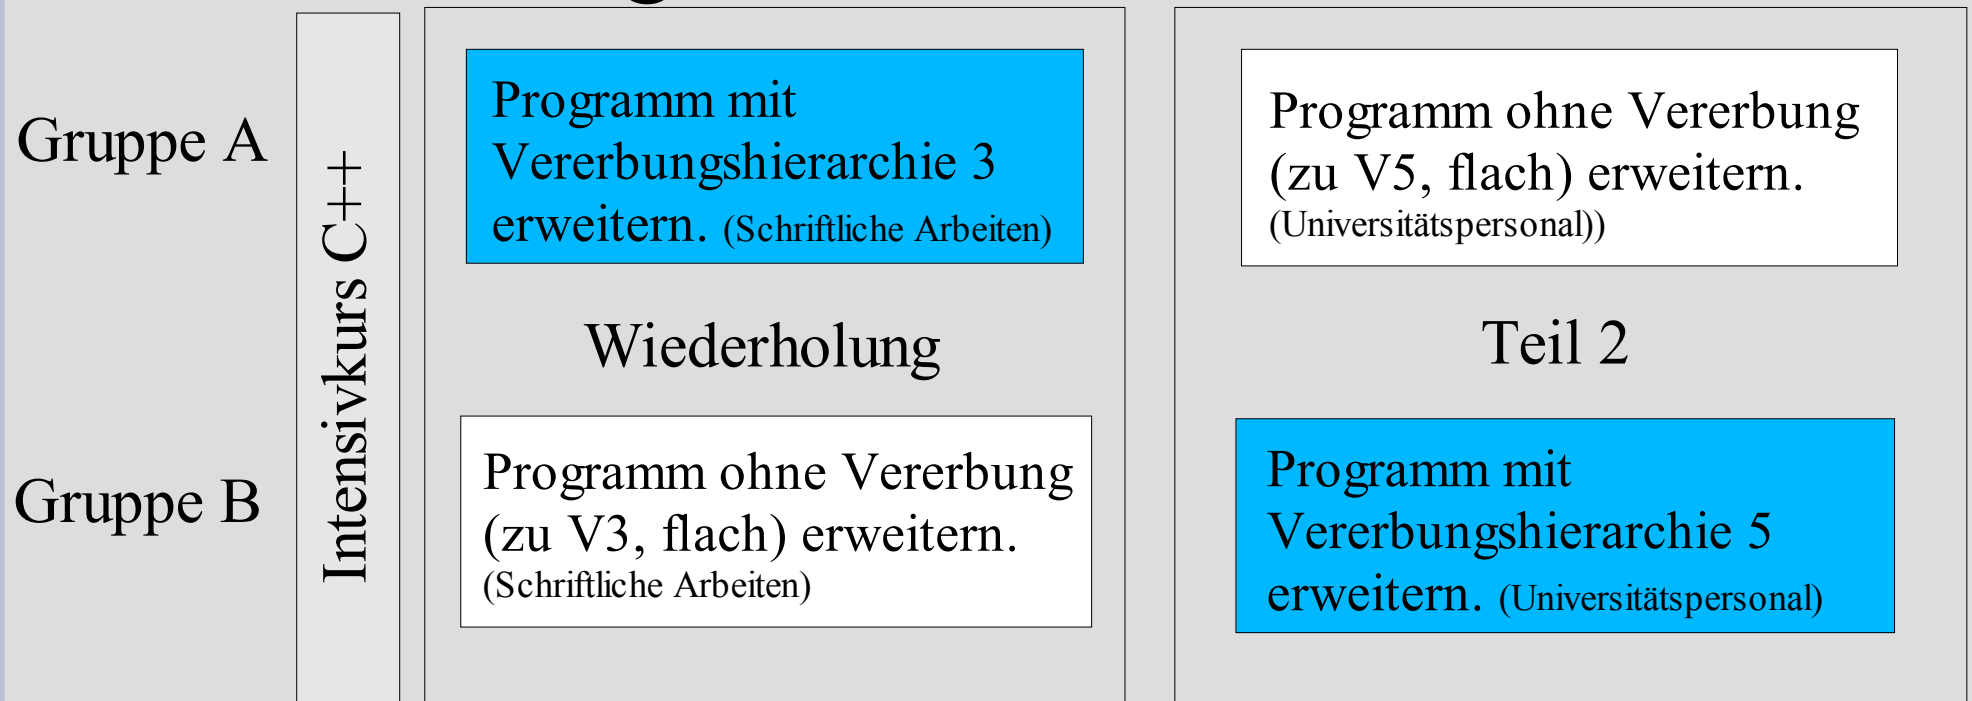 Gruppe A
Intensivkurs C++
Programm mit
Vererbungshierarchie 3
erweitern. (Schriftliche Arbeiten)
Programm ohne Vererbung
(zu V5, flach) erweitern.
(Universitätspersonal))
Wiederholung
Teil 2
Gruppe B
Programm ohne Vererbung
(zu V3, flach) erweitern.
(Schriftliche Arbeiten)
Programm mit
Vererbungshierarchie 5
erweitern. (Universitätspersonal)